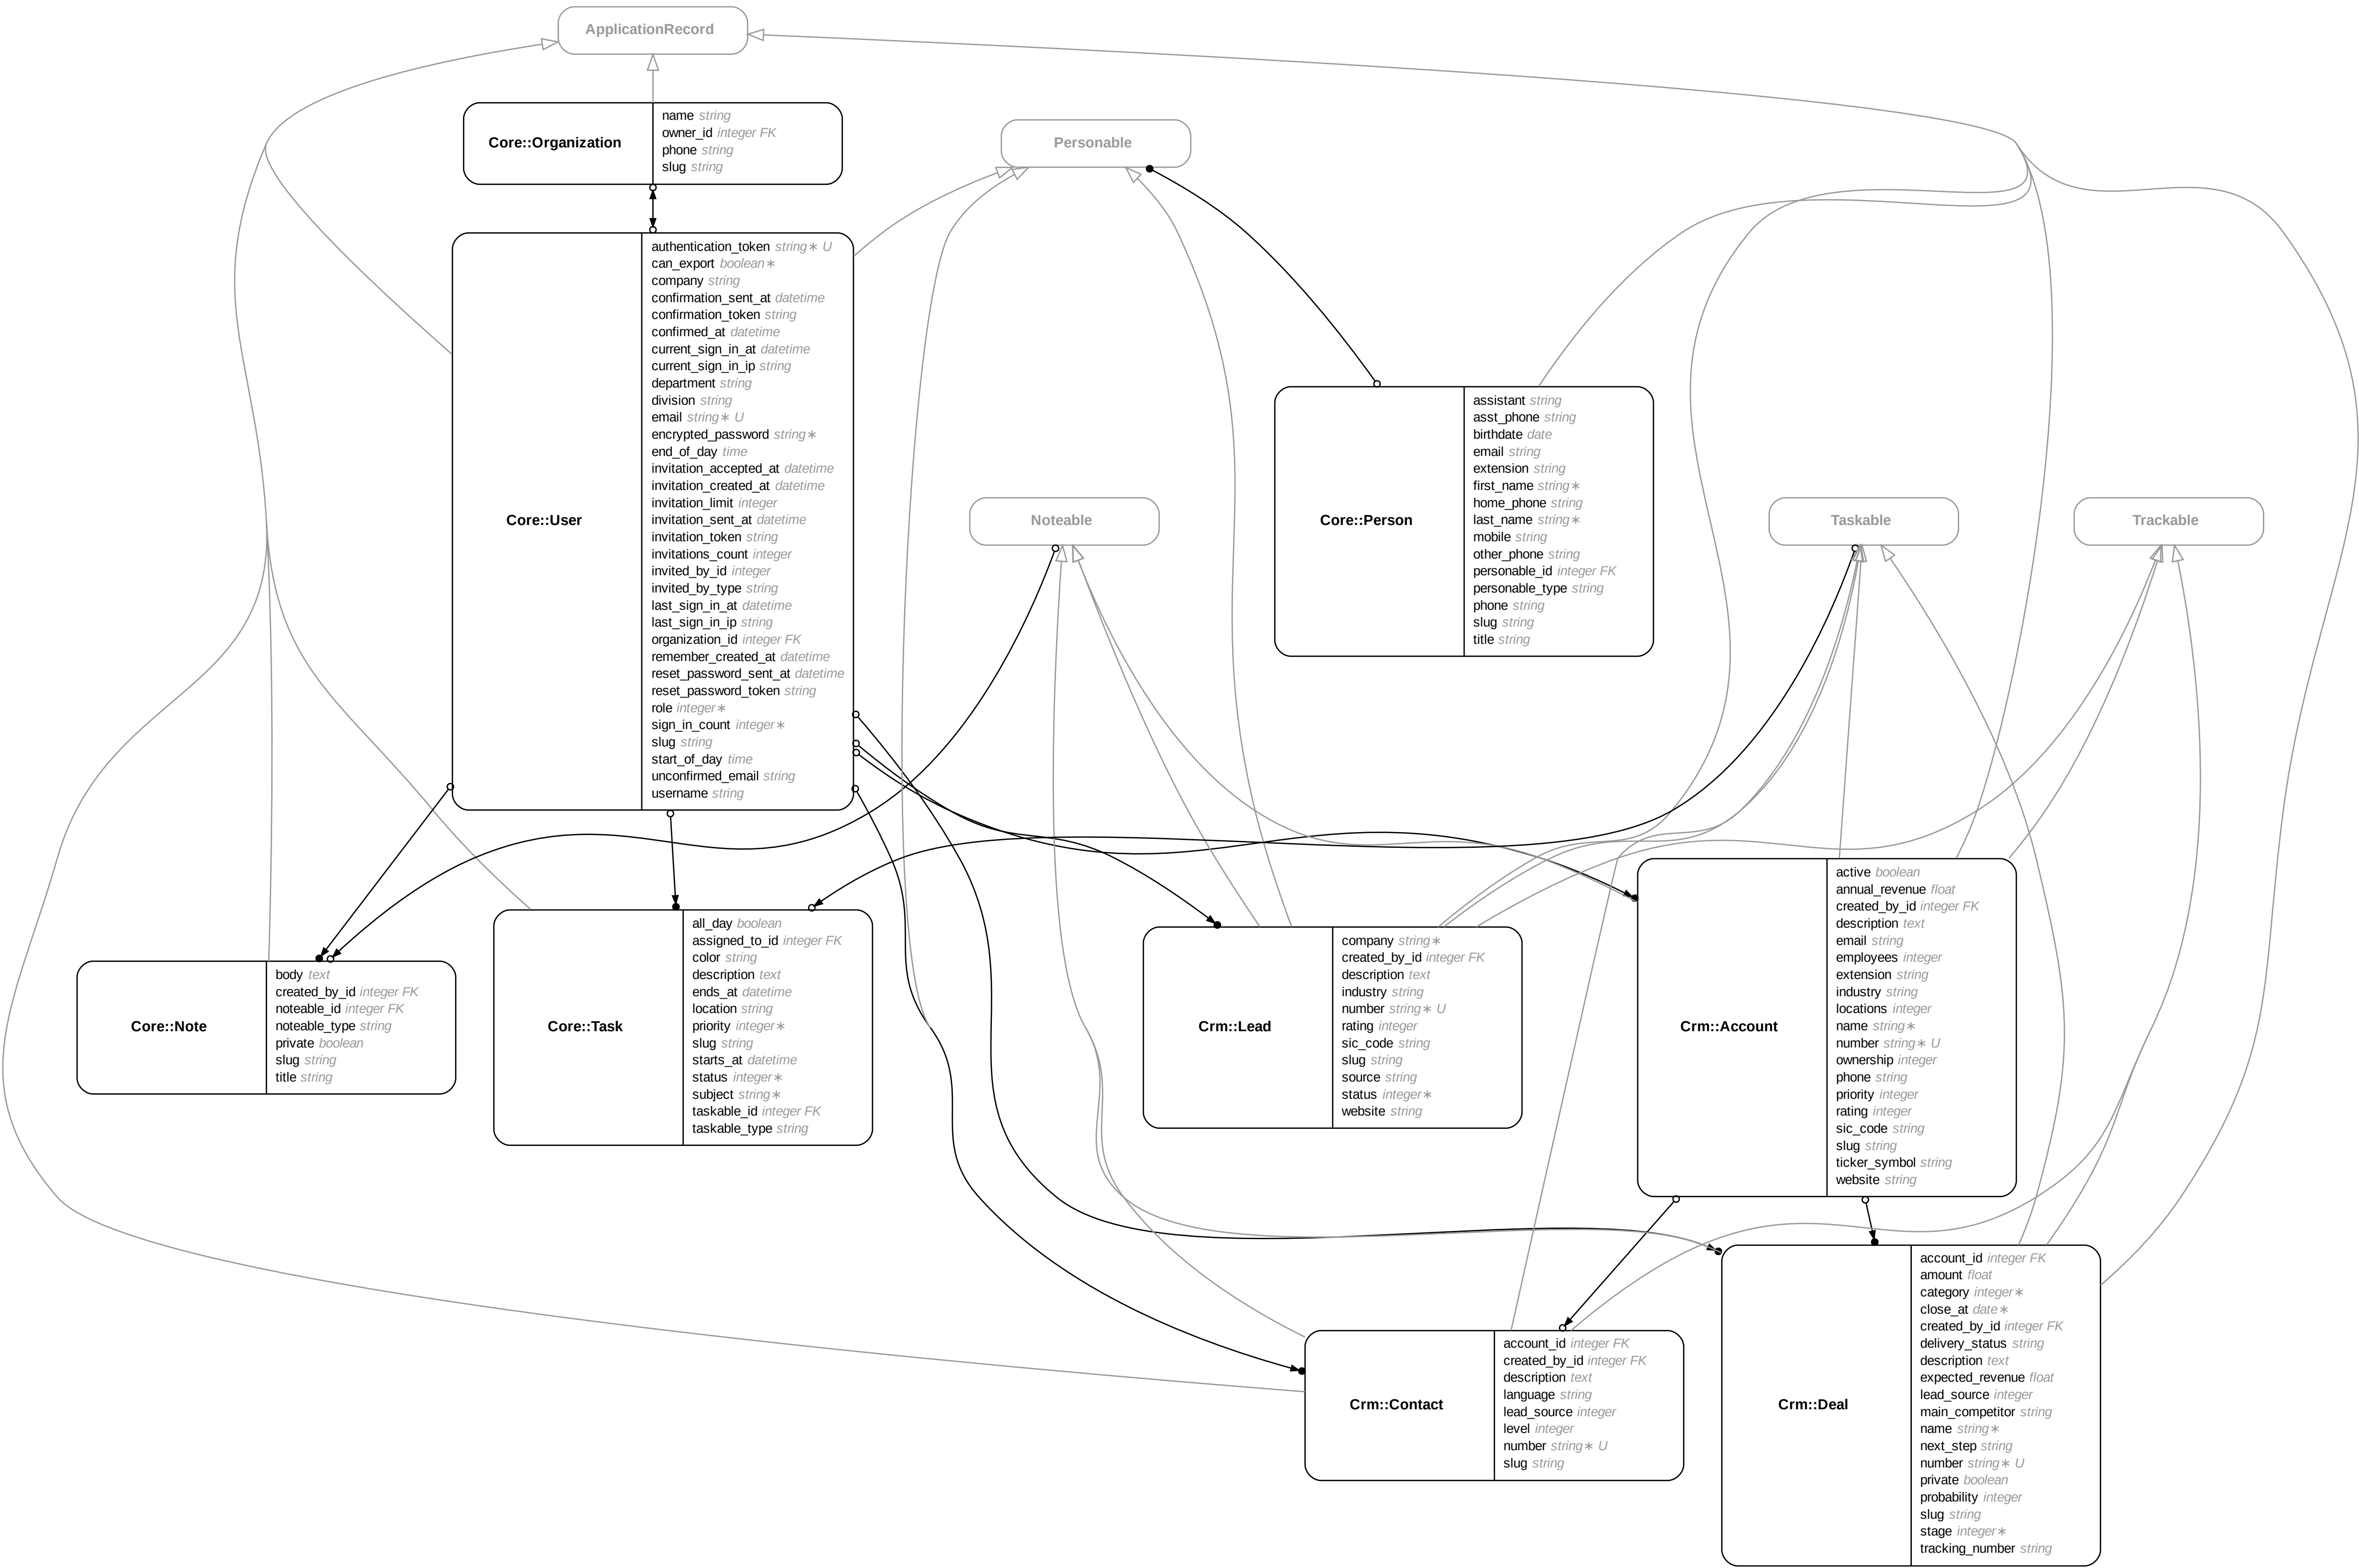 ApplicationRecord
Core::Organization
name string
owner_id integer FK
phone string
slug string
Personable
Core::User
authentication_token string∗ U
can_export boolean∗
company string
confirmation_sent_at datetime
confirmation_token string
confirmed_at datetime
current_sign_in_at datetime
current_sign_in_ip string
department string
division string
email string∗ U
encrypted_password string∗
end_of_day time
invitation_accepted_at datetime
invitation_created_at datetime
invitation_limit integer
invitation_sent_at datetime
invitation_token string
invitations_count integer
invited_by_id integer
invited_by_type string
last_sign_in_at datetime
last_sign_in_ip string
organization_id integer FK
remember_created_at datetime
reset_password_sent_at datetime
reset_password_token string
role integer∗
sign_in_count integer∗
slug string
start_of_day time
unconfirmed_email string
username string
Noteable
Core::Person
assistant string
asst_phone string
birthdate date
email string
extension string
first_name string∗
home_phone string
last_name string∗
mobile string
other_phone string
personable_id integer FK
personable_type string
phone string
slug string
title string
Taskable
Trackable
Core::Note
body text
created_by_id integer FK
noteable_id integer FK
noteable_type string
private boolean
slug string
title string
Core::Task
all_day boolean
assigned_to_id integer FK
color string
description text
ends_at datetime
location string
priority integer∗
slug string
starts_at datetime
status integer∗
subject string∗
taskable_id integer FK
taskable_type string
Crm::Lead
company string∗
created_by_id integer FK
description text
industry string
number string∗ U
rating integer
sic_code string
slug string
source string
status integer∗
website string
Crm::Account
active boolean
annual_revenue float
created_by_id integer FK
description text
email string
employees integer
extension string
industry string
locations integer
name string∗
number string∗ U
ownership integer
phone string
priority integer
rating integer
sic_code string
slug string
ticker_symbol string
website string
Crm::Contact
account_id integer FK
created_by_id integer FK
description text
language string
lead_source integer
level integer
number string∗ U
slug string
Crm::Deal
account_id integer FK
amount float
category integer∗
close_at date∗
created_by_id integer FK
delivery_status string
description text
expected_revenue float
lead_source integer
main_competitor string
name string∗
next_step string
number string∗ U
private boolean
probability integer
slug string
stage integer∗
tracking_number string